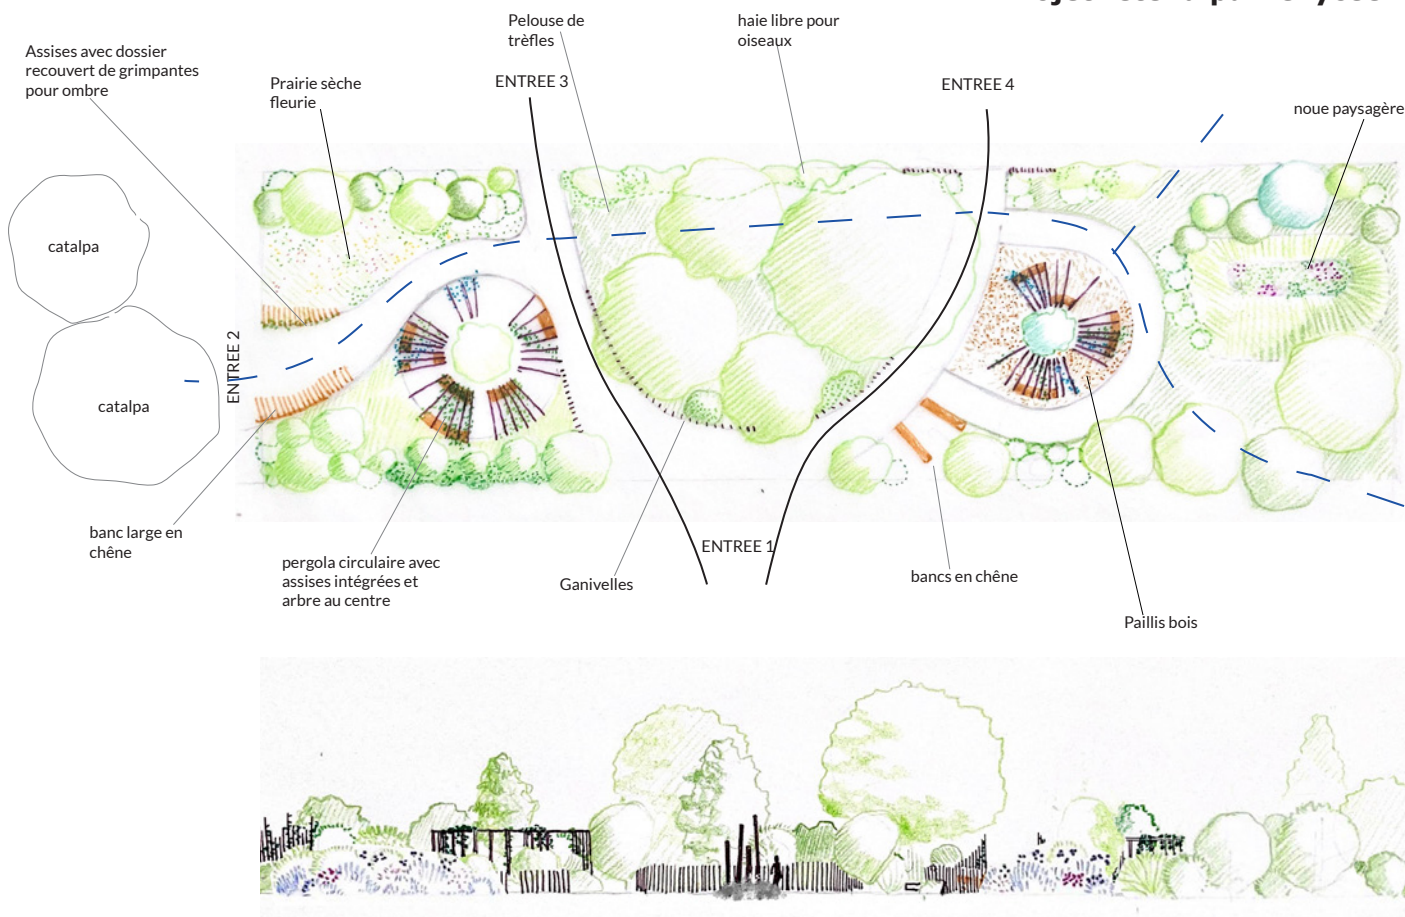 Pelouse de
trèfles
haie libre pour
oiseaux
Assises avec dossier
recouvert de grimpantes
pour ombre
Prairie sèche
fleurie
ENTREE 3
ENTREE 4
noue paysagère
catalpa
catalpa
ENTREE 2
banc large en
chêne
pergola circulaire avec
assises intégrées et
arbre au centre
ENTREE 1
Ganivelles
bancs en chêne
Paillis bois